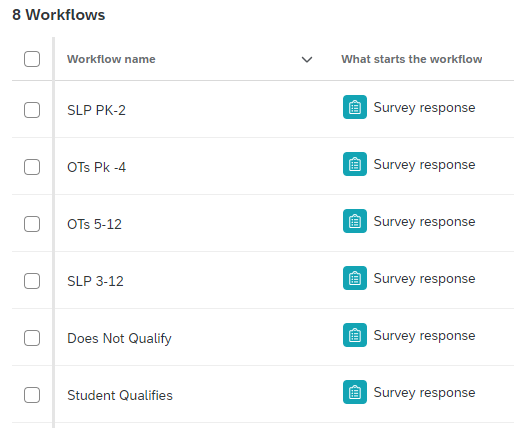 8 Workflows
Workflow name What starts the workflow
SLP PK-2 Survey response
OTs Pk -4 Survey response
OTs 5-12 Survey response
SLP 3-12 Survey response
Does Not Qualify Survey response
Student Qualifies Survey response